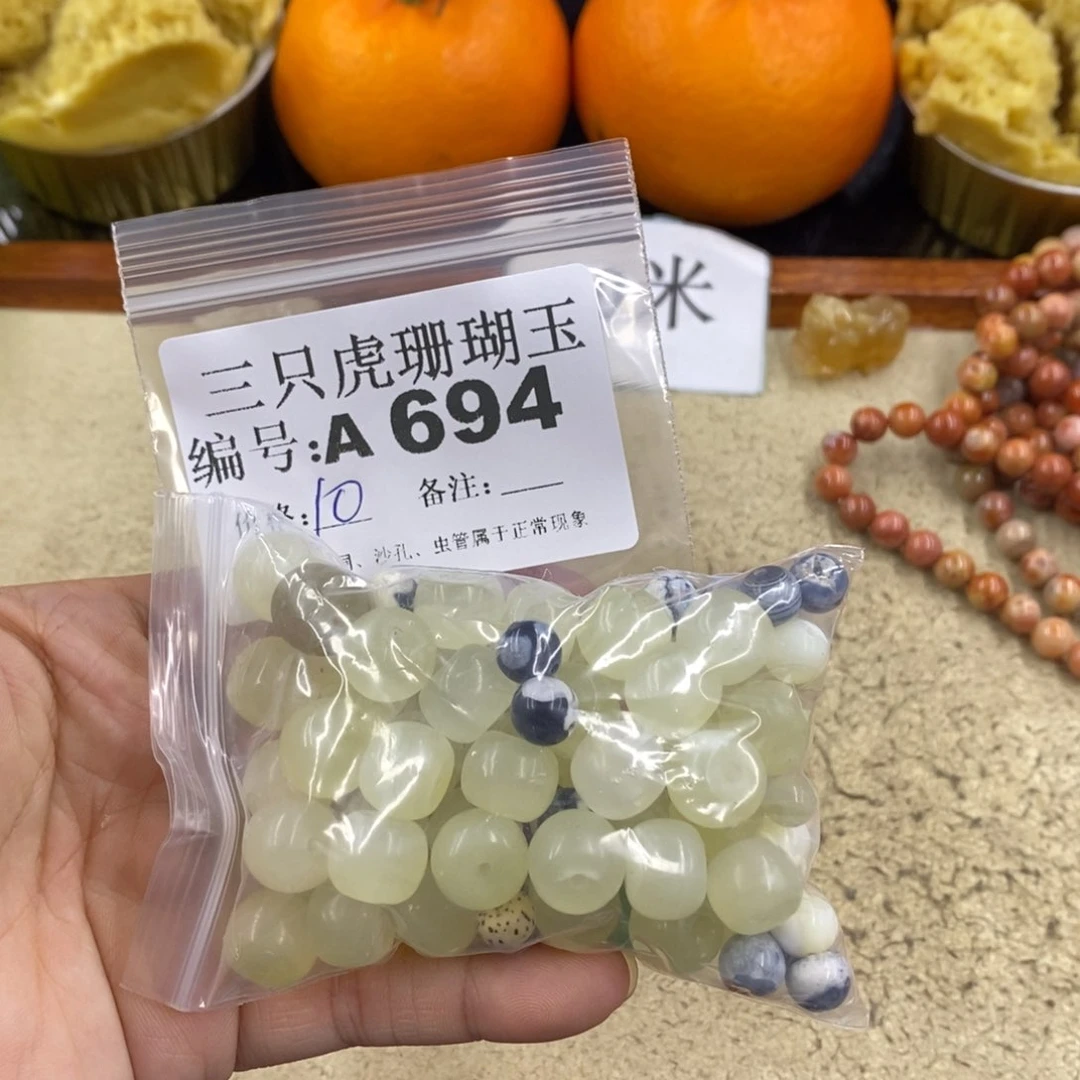 三只虎珊瑚玉
编号:A 694
格:10 备注:
、沙孔、虫管属于正常现象
米